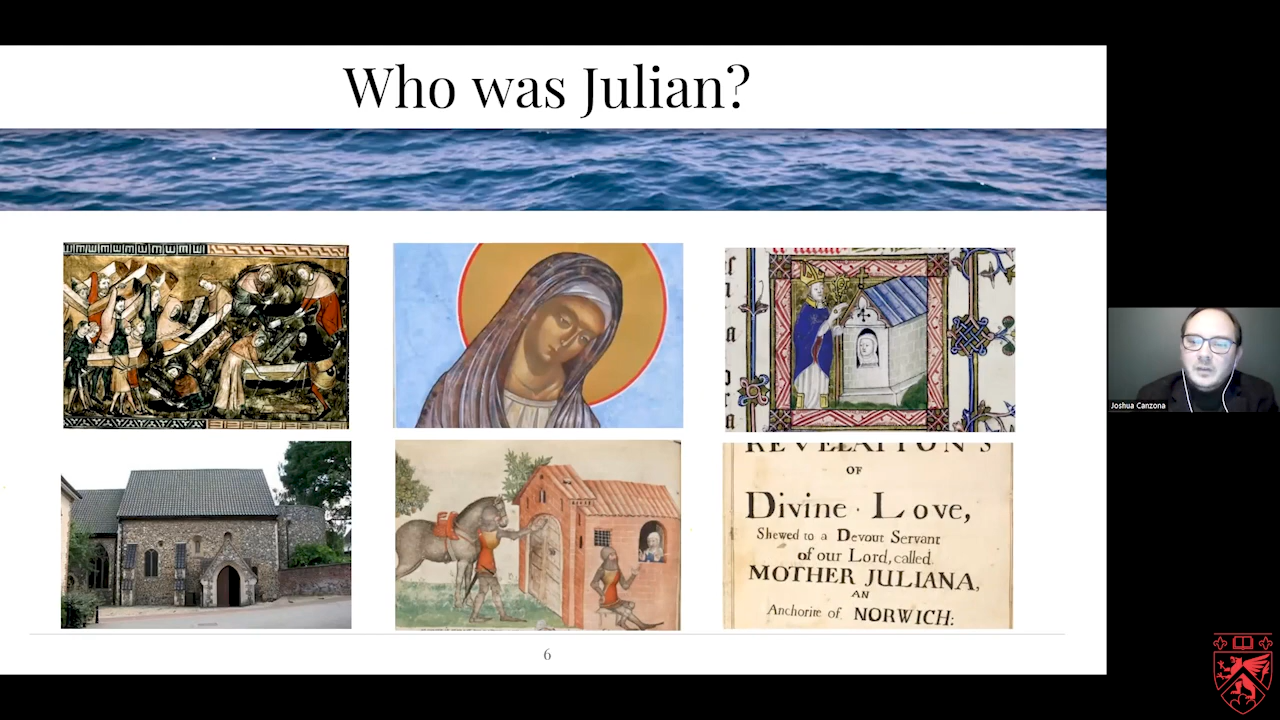 Who was Julian?
REVELATIONS
OF
Divine · Love,
Shewed to a Devout Servant
of our Lord, called
MOTHER JULIANA,
AN
Anchorite of NORWICH:
6
Joshua Canzona